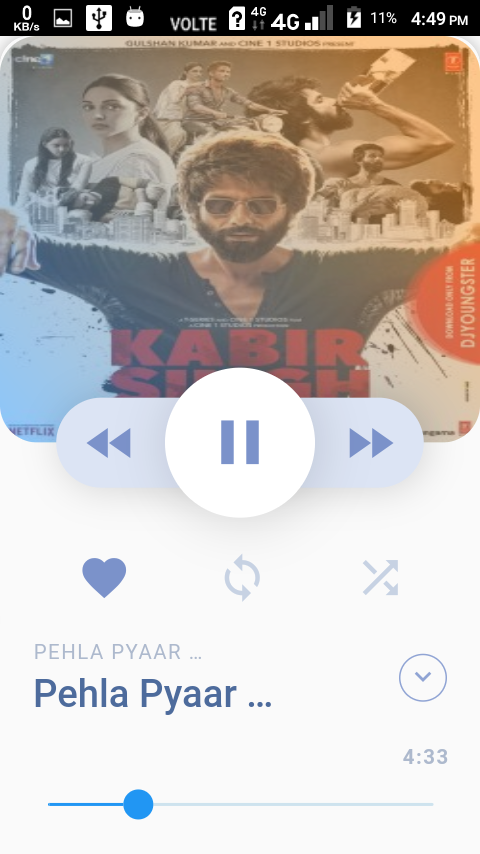 0
KB/s
VOLTE
4G
4G
11%
4:49 PM
GULSHAN KUMAR AND CINE 1 STUDIOS PRESENT
cine1
DOWNLOAD ONLY FROM
DJYOUNGSTER
KABIR
SINGH
NETFLIX
PEHLA PYAAR …
Pehla Pyaar …
4:33